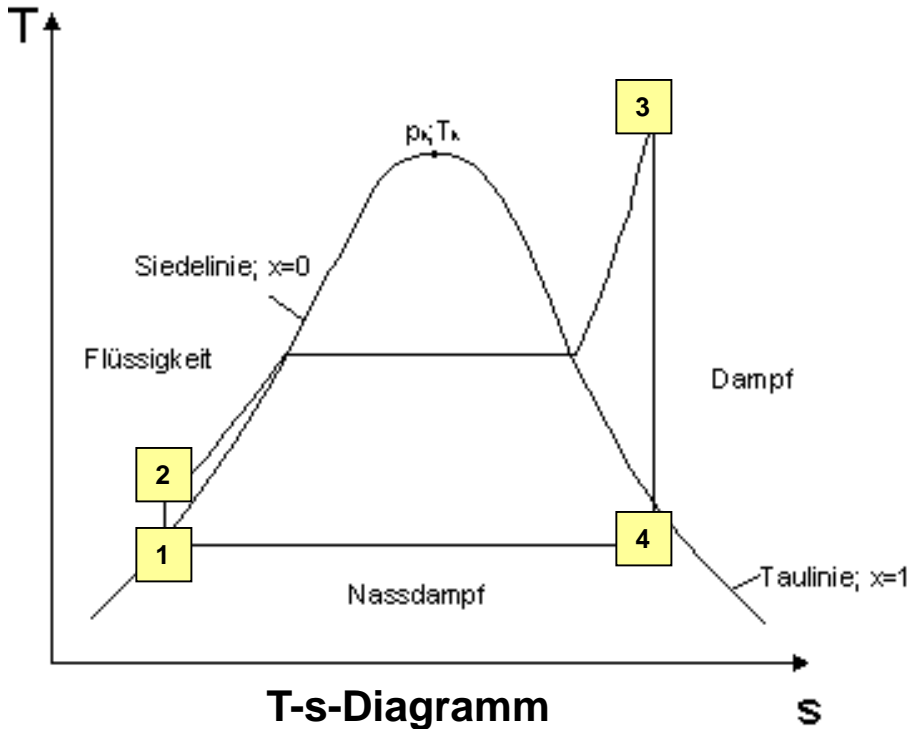 T
3
pₖ;Tₖ
Siedelinie; x=0
Flüssigkeit
Dampf
2
1
4
Nassdampf
Taulinie; x=1
T-s-Diagramm
s